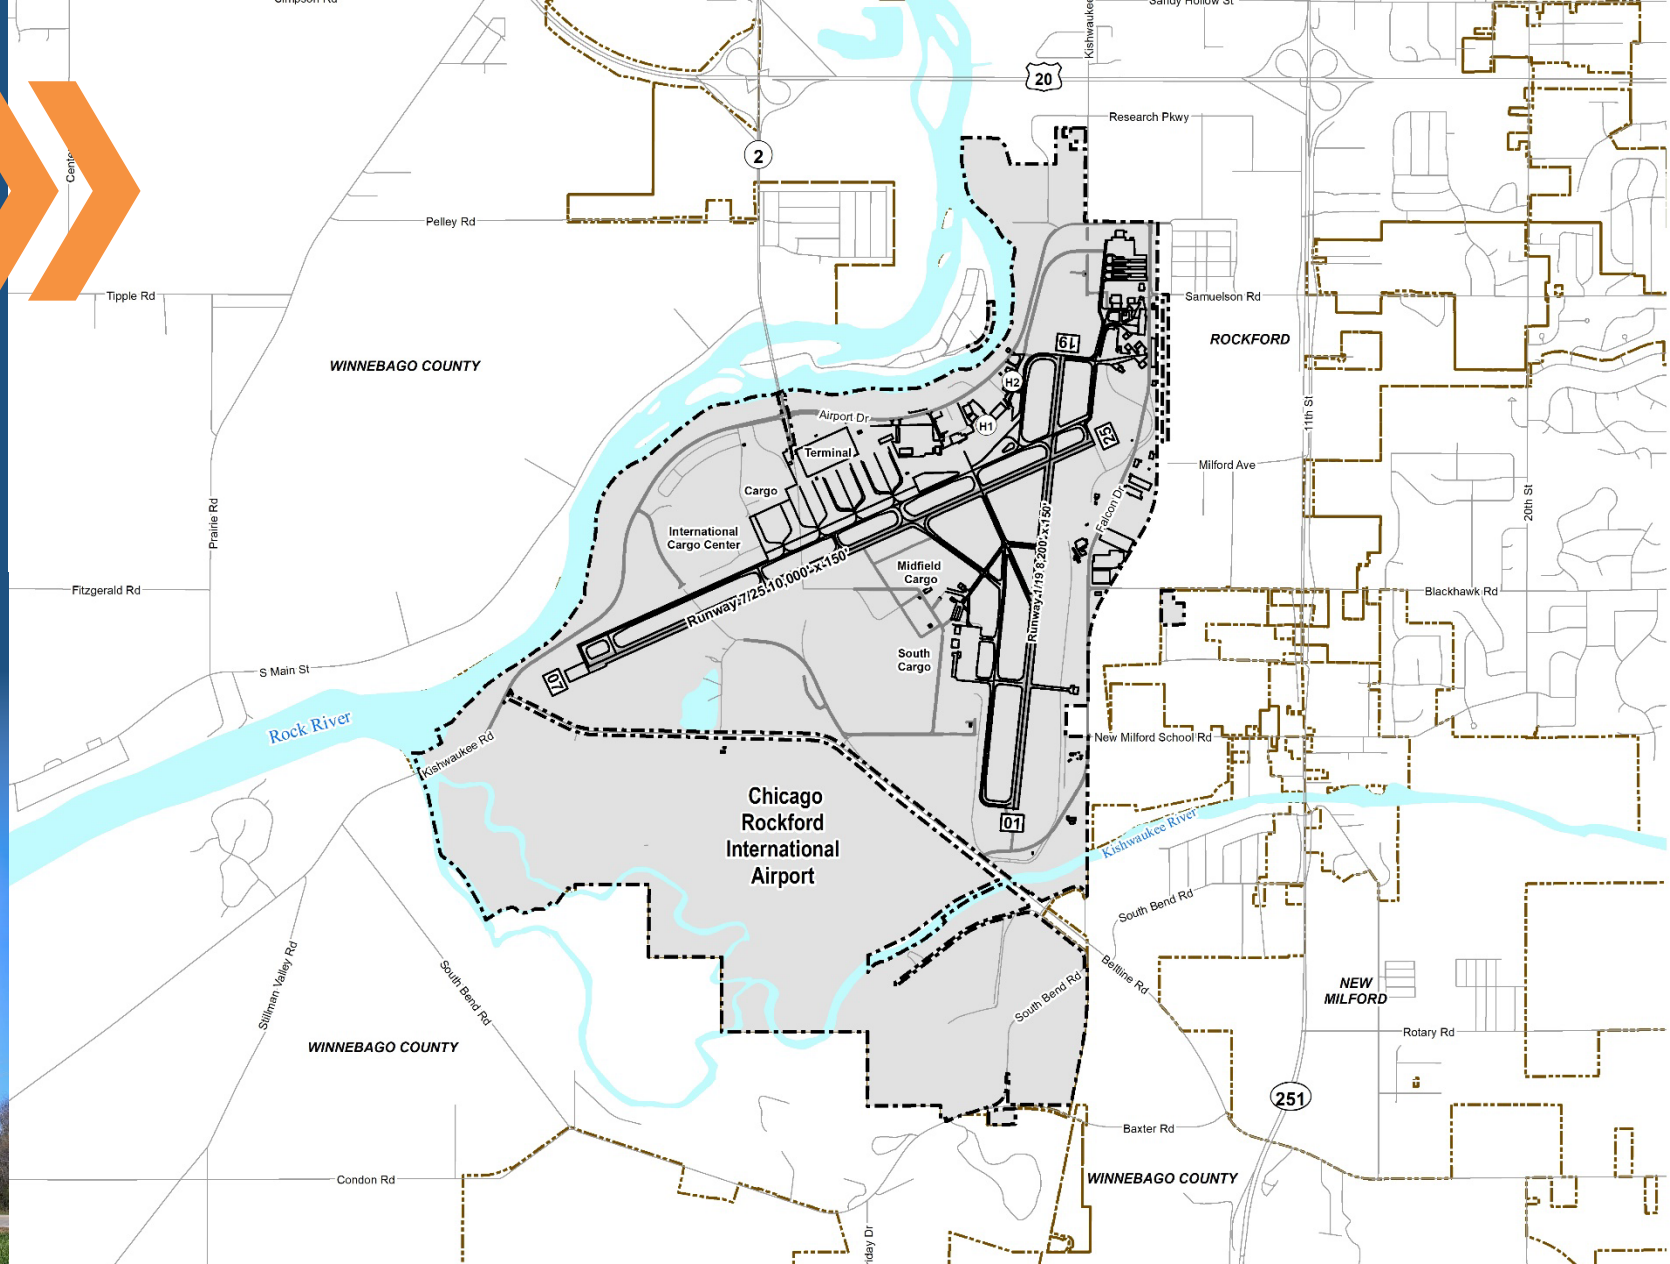 Simpson Rd
Sandy Hollow St
Kishwaukee
20
Research Pkwy
2
Center
Pelley Rd
Tipple Rd
Samuelson Rd
ROCKFORD
WINNEBAGO COUNTY
19
H2
Airport Dr
H1
11th St
25
Terminal
Milford Ave
Cargo
Falcon Dr
20th St
Prairie Rd
International
Cargo Center
Midfield
Cargo
Runway 7/25 10,000' x 150'
Runway 1/19 8,200' x 150'
Fitzgerald Rd
Blackhawk Rd
South
Cargo
S Main St
07
Rock River
Kishwaukee Rd
New Milford School Rd
Chicago
Rockford
International
Airport
01
Kishwaukee River
South Bend Rd
Beltline Rd
South Bend Rd
Stillman Valley Rd
South Bend Rd
NEW
MILFORD
Rotary Rd
WINNEBAGO COUNTY
251
Baxter Rd
Condon Rd
WINNEBAGO COUNTY